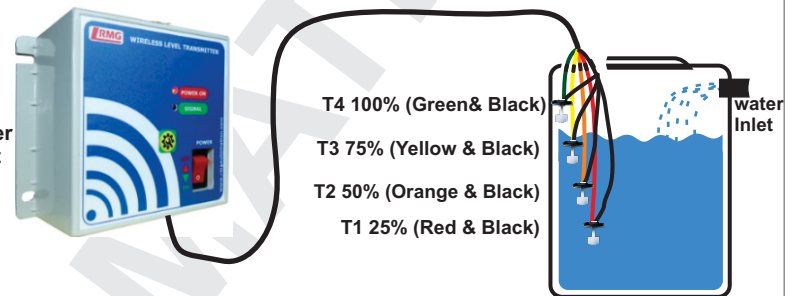 RMG
WIRELESS LEVEL TRANSMITTER
POWER ON
SIGNAL
POWER
T4 100% (Green& Black)
T3 75% (Yellow & Black)
T2 50% (Orange & Black)
T1 25% (Red & Black)
water
Inlet